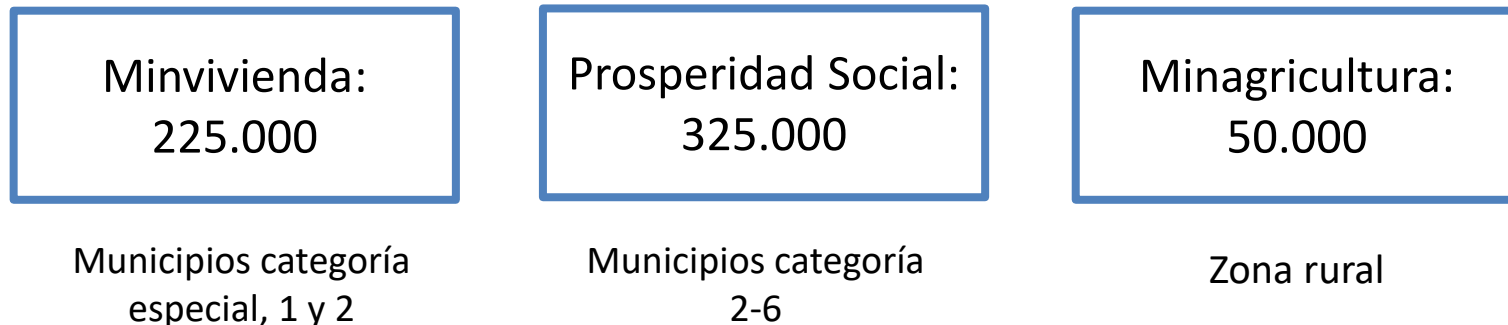 Minvivienda:
225.000
Prosperidad Social:
325.000
Minagricultura:
50.000
Municipios categoría
especial, 1 y 2
Municipios categoría
2-6
Zona rural